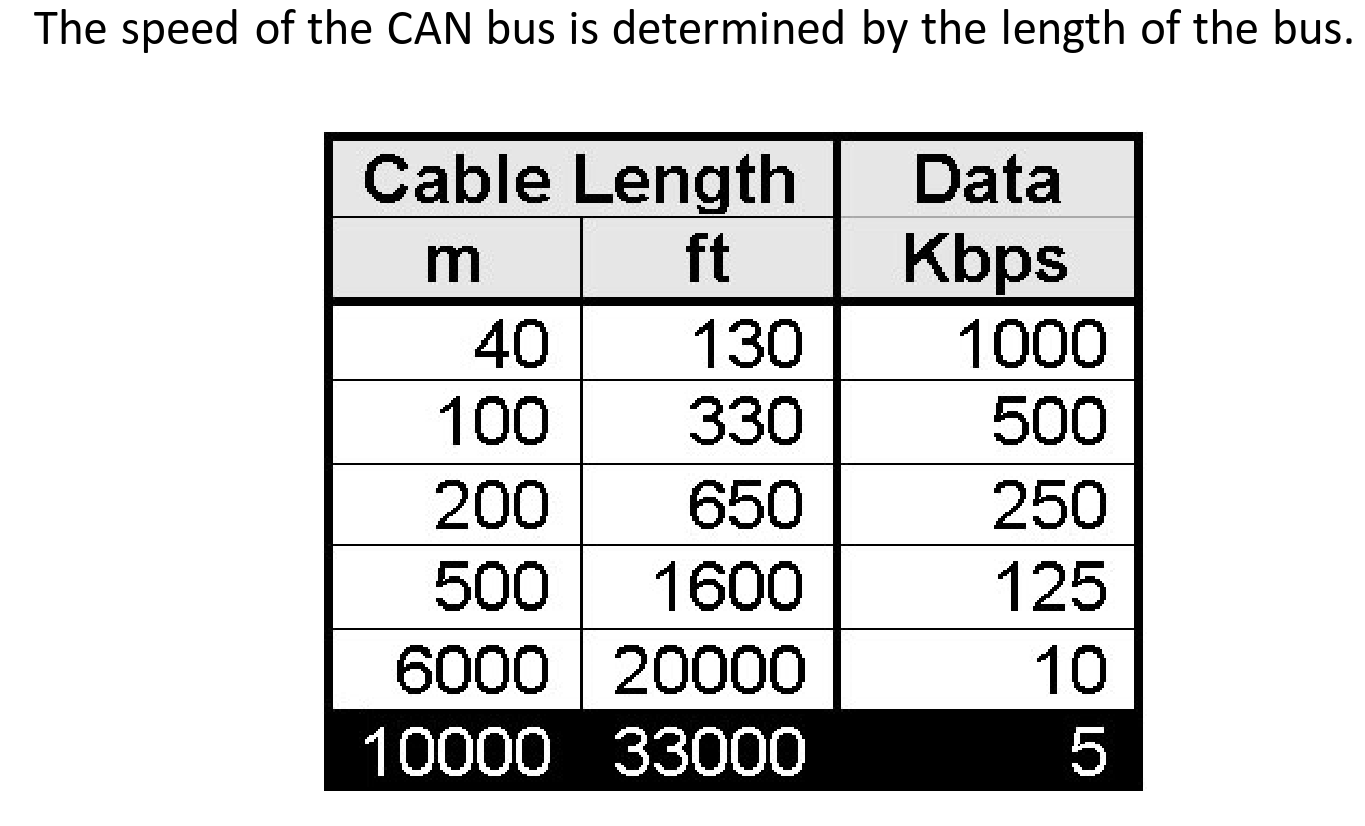 The speed of the CAN bus is determined by the length of the bus.
Cable Length Data
m ft Kbps
40 130 1000
100 330 500
200 650 250
500 1600 125
6000 20000 10
10000 33000 5